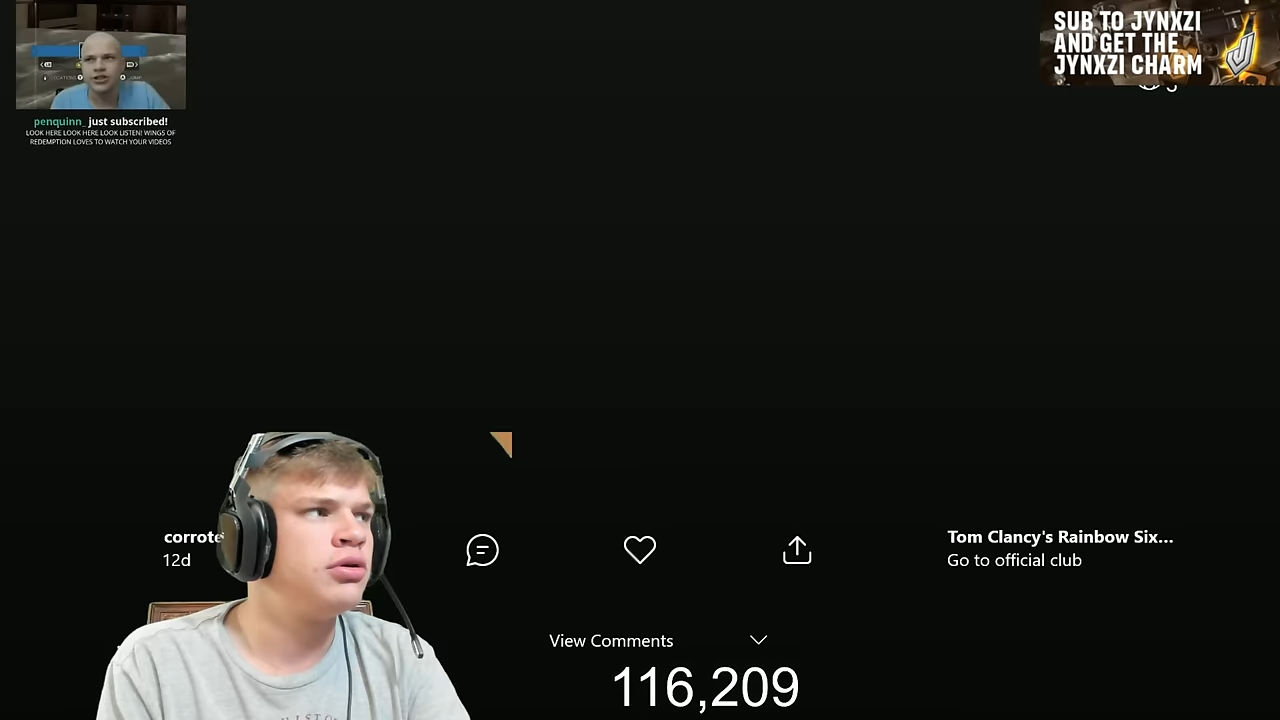 SUB TO JYNXZI
AND GET THE
JYNXZI CHARM
penquinn_ just subscribed!
LOOK HERE LOOK HERE LOOK LISTEN! WINGS OF
REDEMPTION LOVES TO WATCH YOUR VIDEOS
corrote
12d
Tom Clancy's Rainbow Six...
Go to official club
View Comments
116,209